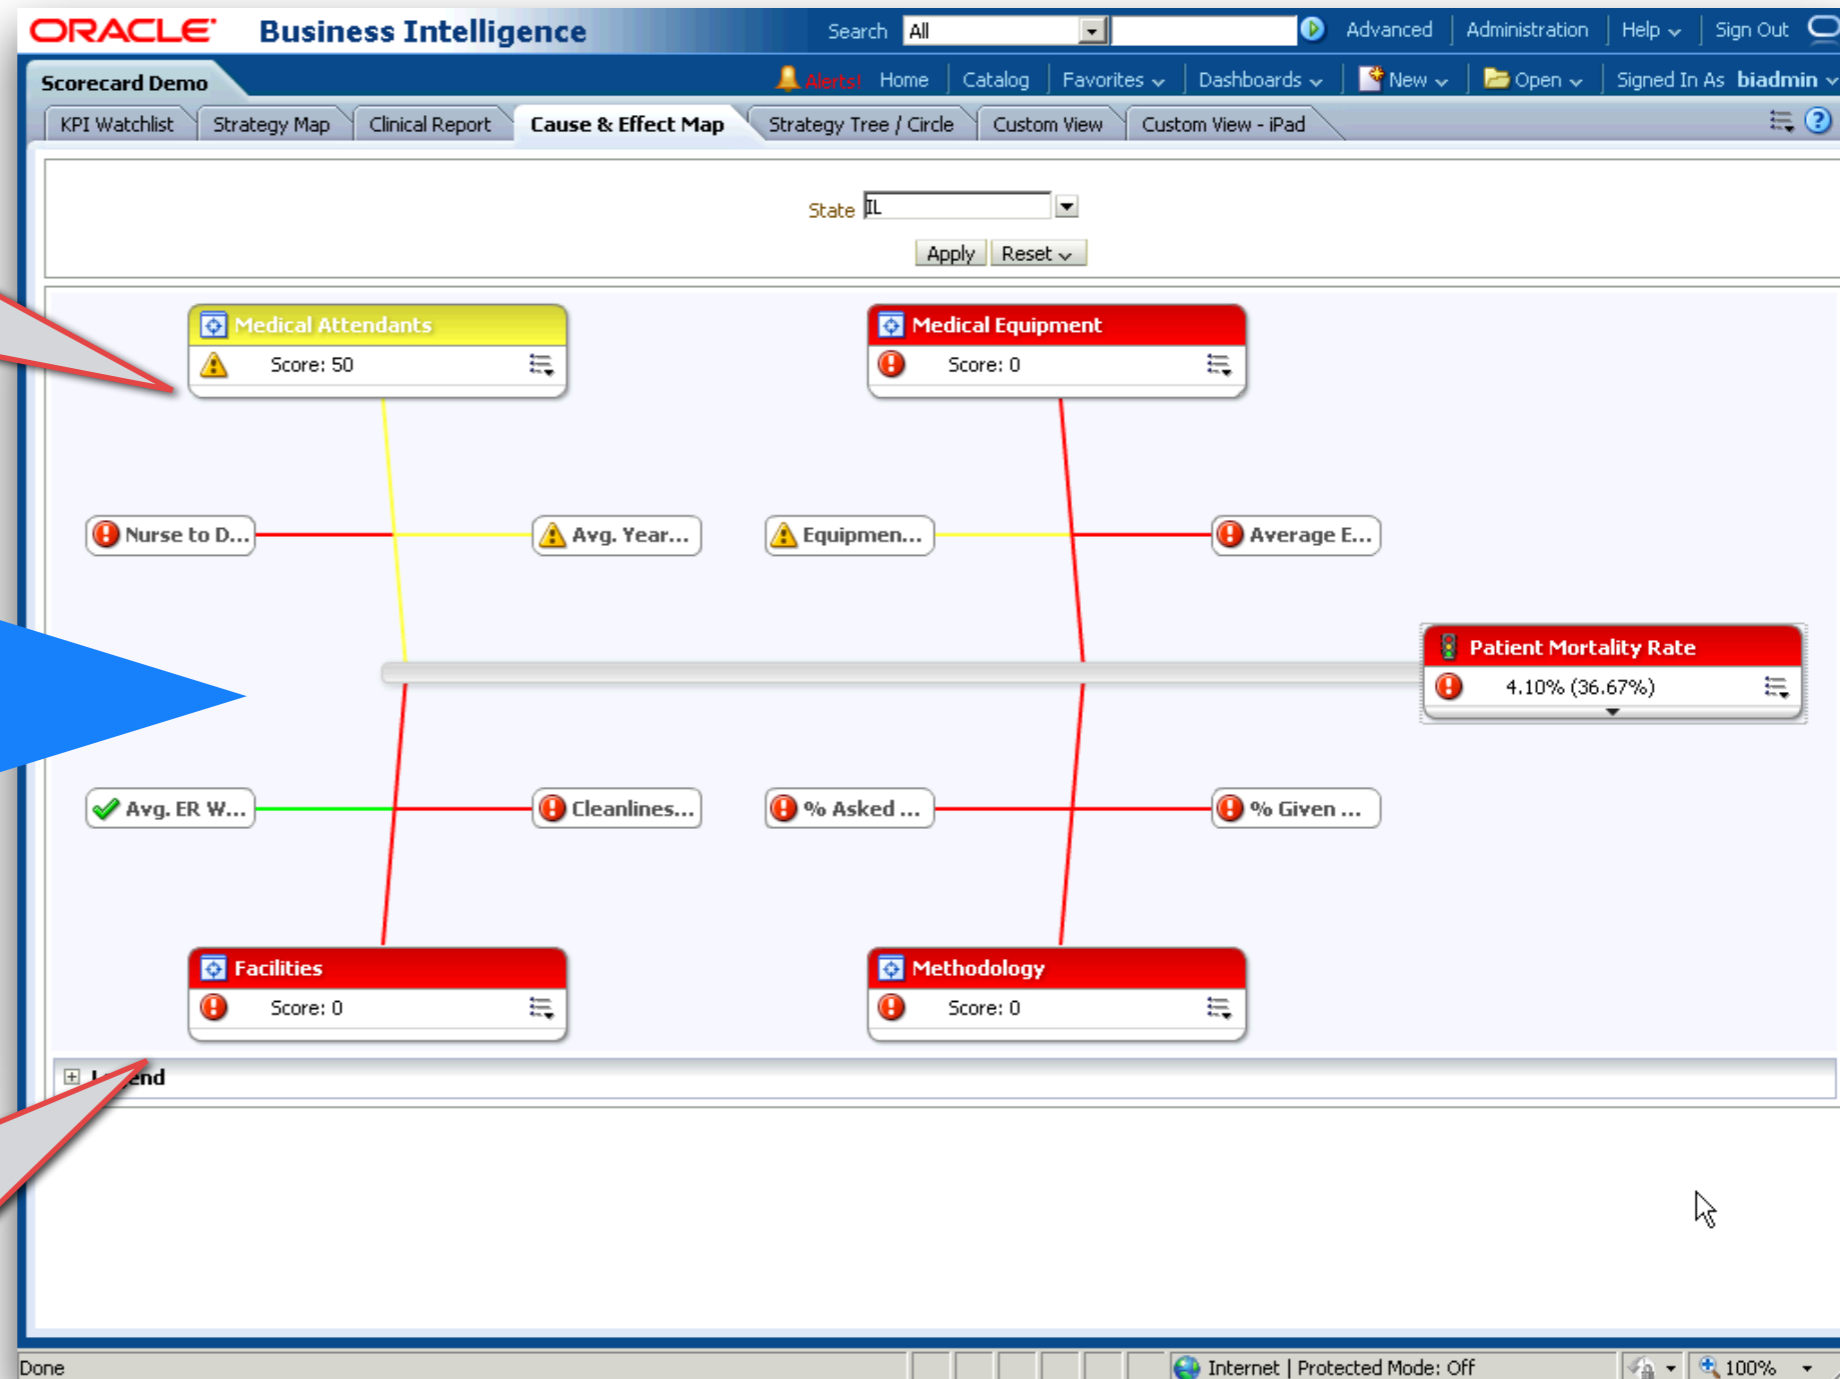 ORACLE Business Intelligence Search All Advanced Administration Help Sign Out
Scorecard Demo Alerts! Home Catalog Favorites Dashboards New Open Signed In As biadmin
KPI Watchlist Strategy Map Clinical Report Cause & Effect Map Strategy Tree / Circle Custom View Custom View - iPad
State IL
Apply Reset
Medical Attendants Medical Equipment
Score: 50 Score: 0
Nurse to D... Avg. Year... Equipmen... Average E...
Patient Mortality Rate
4.10% (36.67%)
Avg. ER W... Cleanlines... % Asked ... % Given ...
Facilities Methodology
Score: 0 Score: 0
Legend
Done Internet | Protected Mode: Off 100%